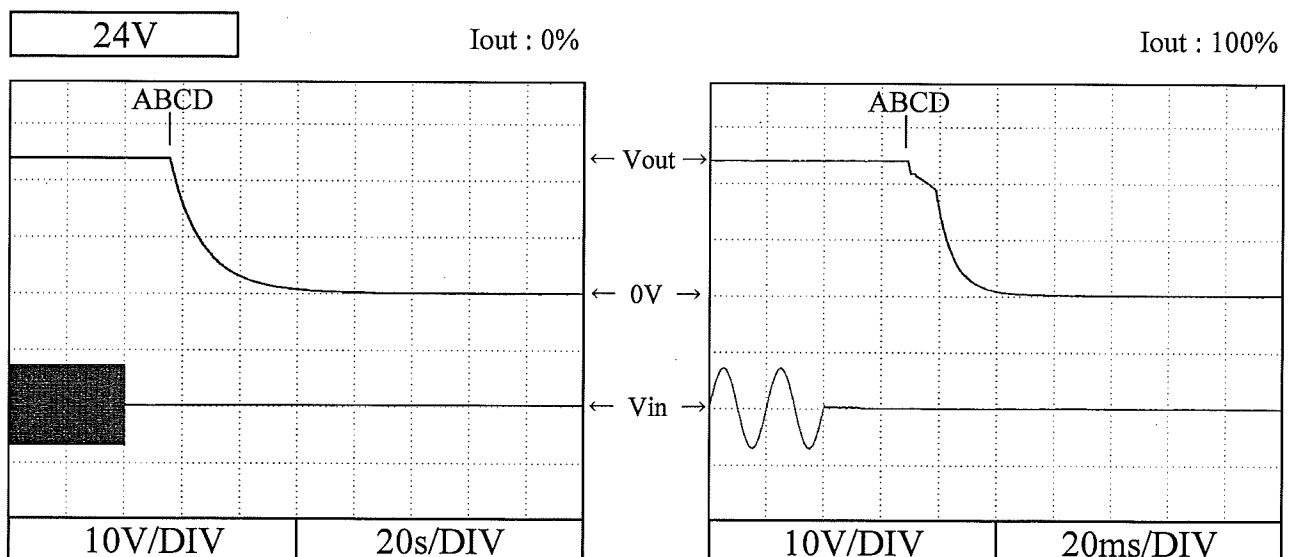 24V
Iout : 0%
Iout : 100%
ABCD
ABCD
← Vout →
← 0V →
← Vin →
10V/DIV
20s/DIV
10V/DIV
20ms/DIV